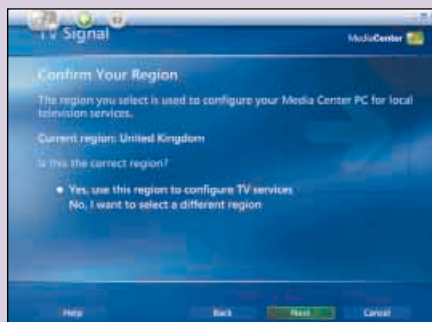 TV Signal
MediaCenter
Confirm Your Region
The region you select is used to configure your Media Center PC for local
television services.
Current region: United Kingdom
Is this the correct region?
Yes, use this region to configure TV services
No, I want to select a different region
Help Back Next Cancel